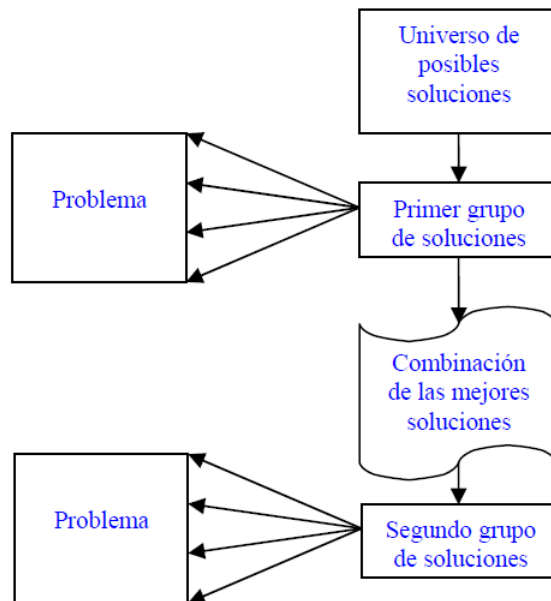 Universo de
posibles
soluciones
Problema
Primer grupo
de soluciones
Combinación
de las mejores
soluciones
Problema
Segundo grupo
de soluciones